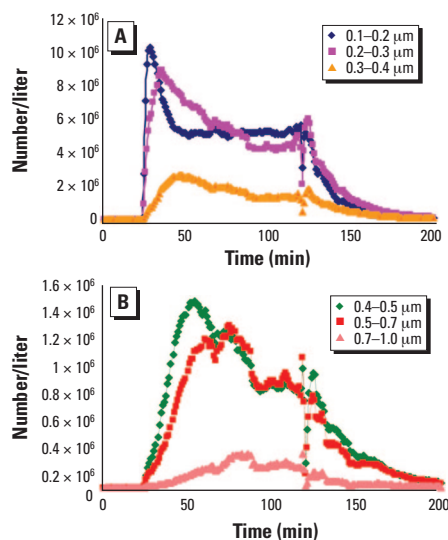 A
0.1–0.2 μm
0.2–0.3 μm
0.3–0.4 μm
Number/liter
12 × 10⁶
10 × 10⁶
8 × 10⁶
6 × 10⁶
4 × 10⁶
2 × 10⁶
0
0 50 100 150 200
Time (min)
B
0.4–0.5 μm
0.5–0.7 μm
0.7–1.0 μm
Number/liter
1.6 × 10⁶
1.4 × 10⁶
1.2 × 10⁶
1 × 10⁶
0.8 × 10⁶
0.6 × 10⁶
0.4 × 10⁶
0.2 × 10⁶
0
0 50 100 150 200
Time (min)